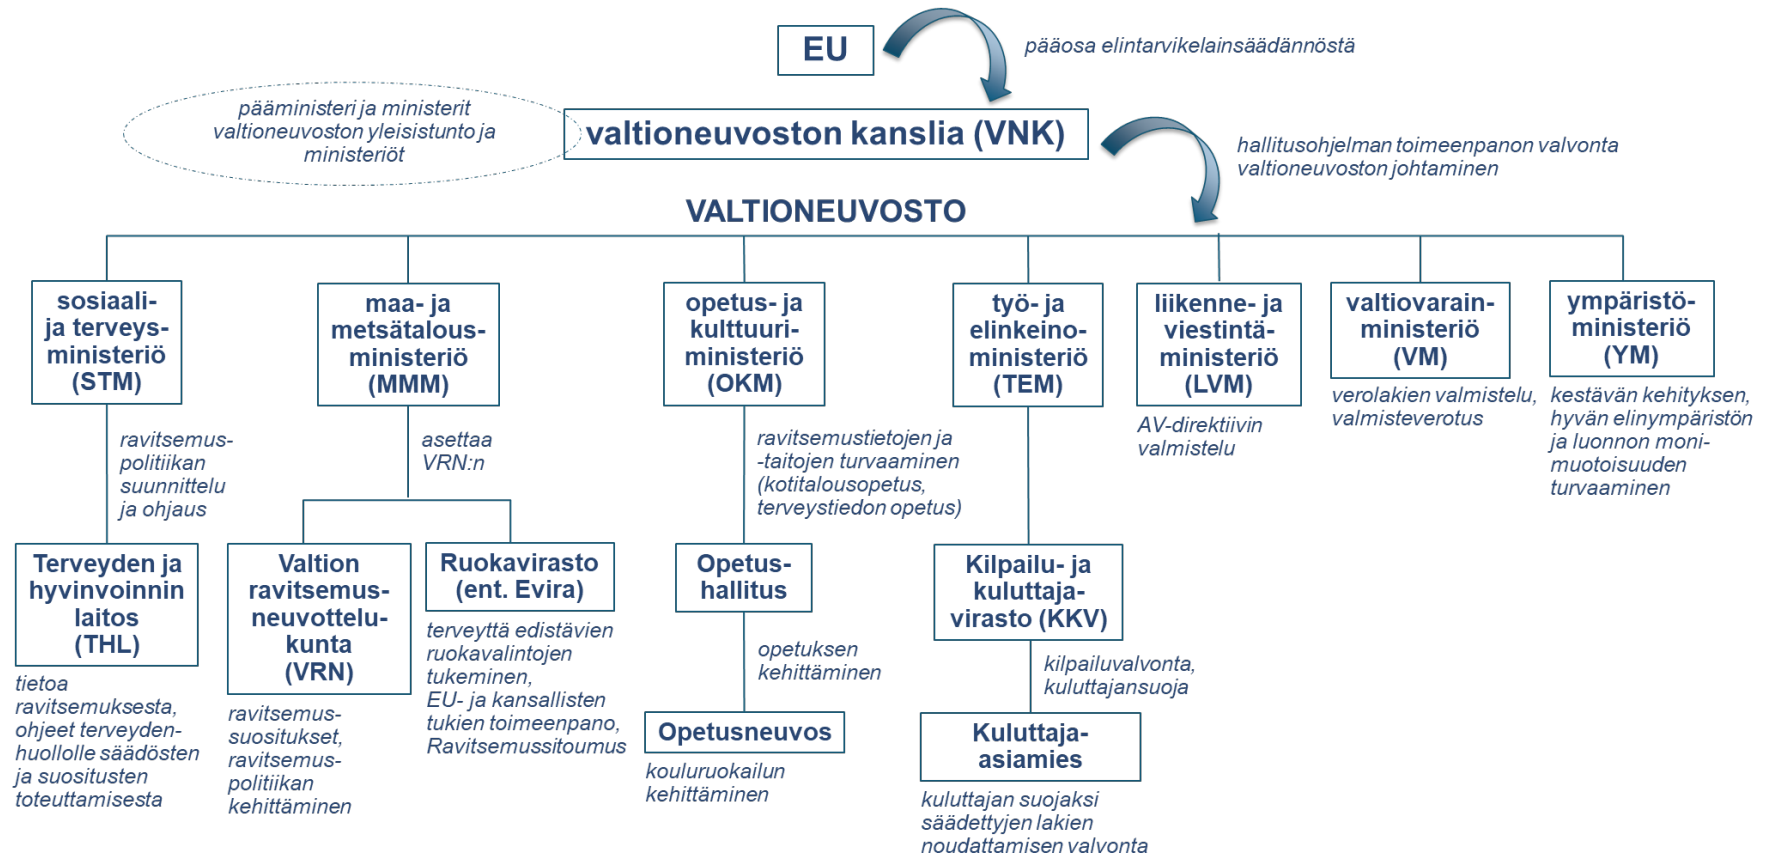 EU
pääosa elintarvikelainsäädännöstä
pääministeri ja ministerit
valtioneuvoston yleisistunto ja
ministeriöt
valtioneuvoston kanslia (VNK)
hallitusohjelman toimeenpanon valvonta
valtioneuvoston johtaminen
VALTIONEUVOSTO
sosiaali-
ja terveys-
ministeriö
(STM)
maa- ja
metsätalous-
ministeriö
(MMM)
opetus- ja
kulttuuri-
ministeriö
(OKM)
työ- ja
elinkeino-
ministeriö
(TEM)
liikenne- ja
viestintä-
ministeriö
(LVM)
valtiovarain-
ministeriö
(VM)
ympäristö-
ministeriö
(YM)
ravitsemus-
politiikan
suunnittelu
ja ohjaus
asettaa
VRN:n
ravitsemustietojen ja
-taitojen turvaaminen
(kotitalousopetus,
terveystiedon opetus)
AV-direktiivin
valmistelu
verolakien valmistelu,
valmisteverotus
kestävän kehityksen,
hyvän elinympäristön
ja luonnon moni-
muotoisuuden
turvaaminen
Terveyden ja
hyvinvoinnin
laitos
(THL)
tietoa
ravitsemuksesta,
ohjeet terveyden-
huollolle säädösten
ja suositusten
toteuttamisesta
Valtion
ravitsemus-
neuvottelu-
kunta
(VRN)
ravitsemus-
suositukset,
ravitsemus-
politiikan
kehittäminen
Ruokavirasto
(ent. Evira)
terveyttä edistävien
ruokavalintojen
tukeminen,
EU- ja kansallisten
tukien toimeenpano,
Ravitsemussitoumus
Opetus-
hallitus
opetuksen
kehittäminen
Opetusneuvos
kouluruokailun
kehittäminen
Kilpailu- ja
kuluttaja-
virasto (KKV)
kilpailuvalvonta,
kuluttajansuoja
Kuluttaja-
asiamies
kuluttajan suojaksi
säädettyjen lakien
noudattamisen valvonta